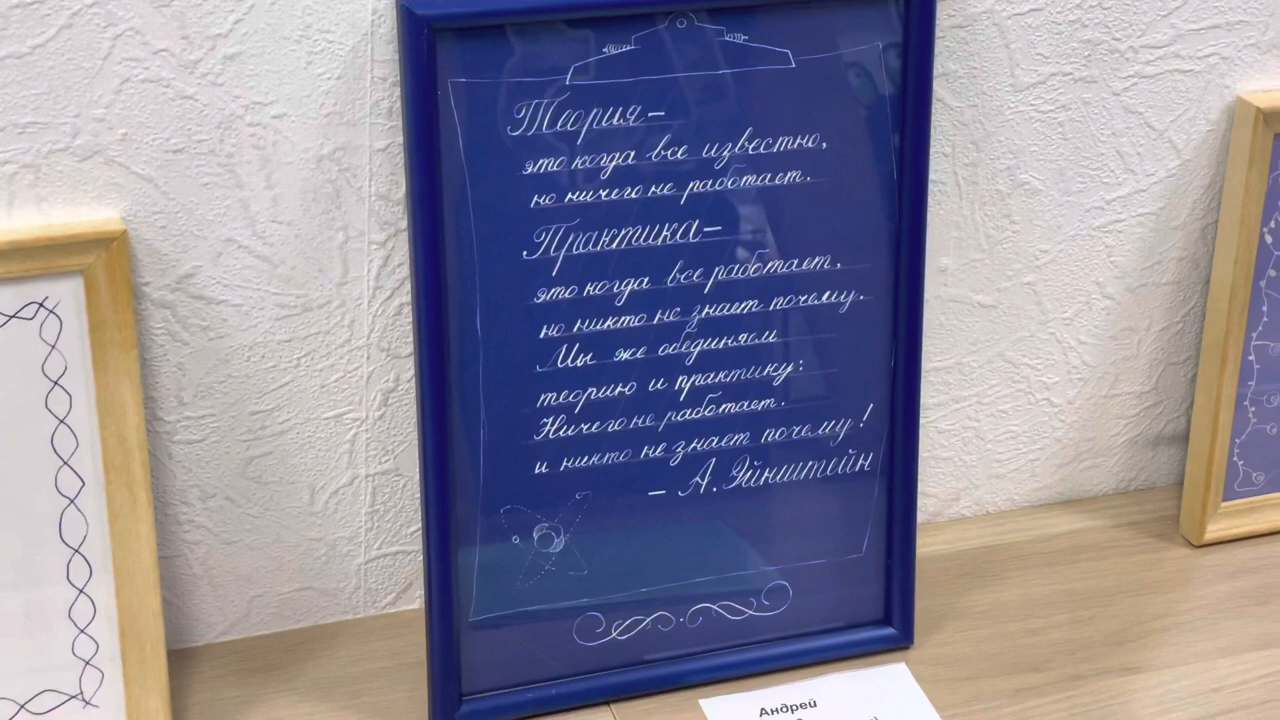 Теория–
это когда все известно,
но ничего не работает.
Практика–
это когда все работает,
но никто не знает почему.
Мы же обединяем
теорию и практику:
Ничего не работает.
и никто не знает почему!
– А. Эйнштейн
Андрей